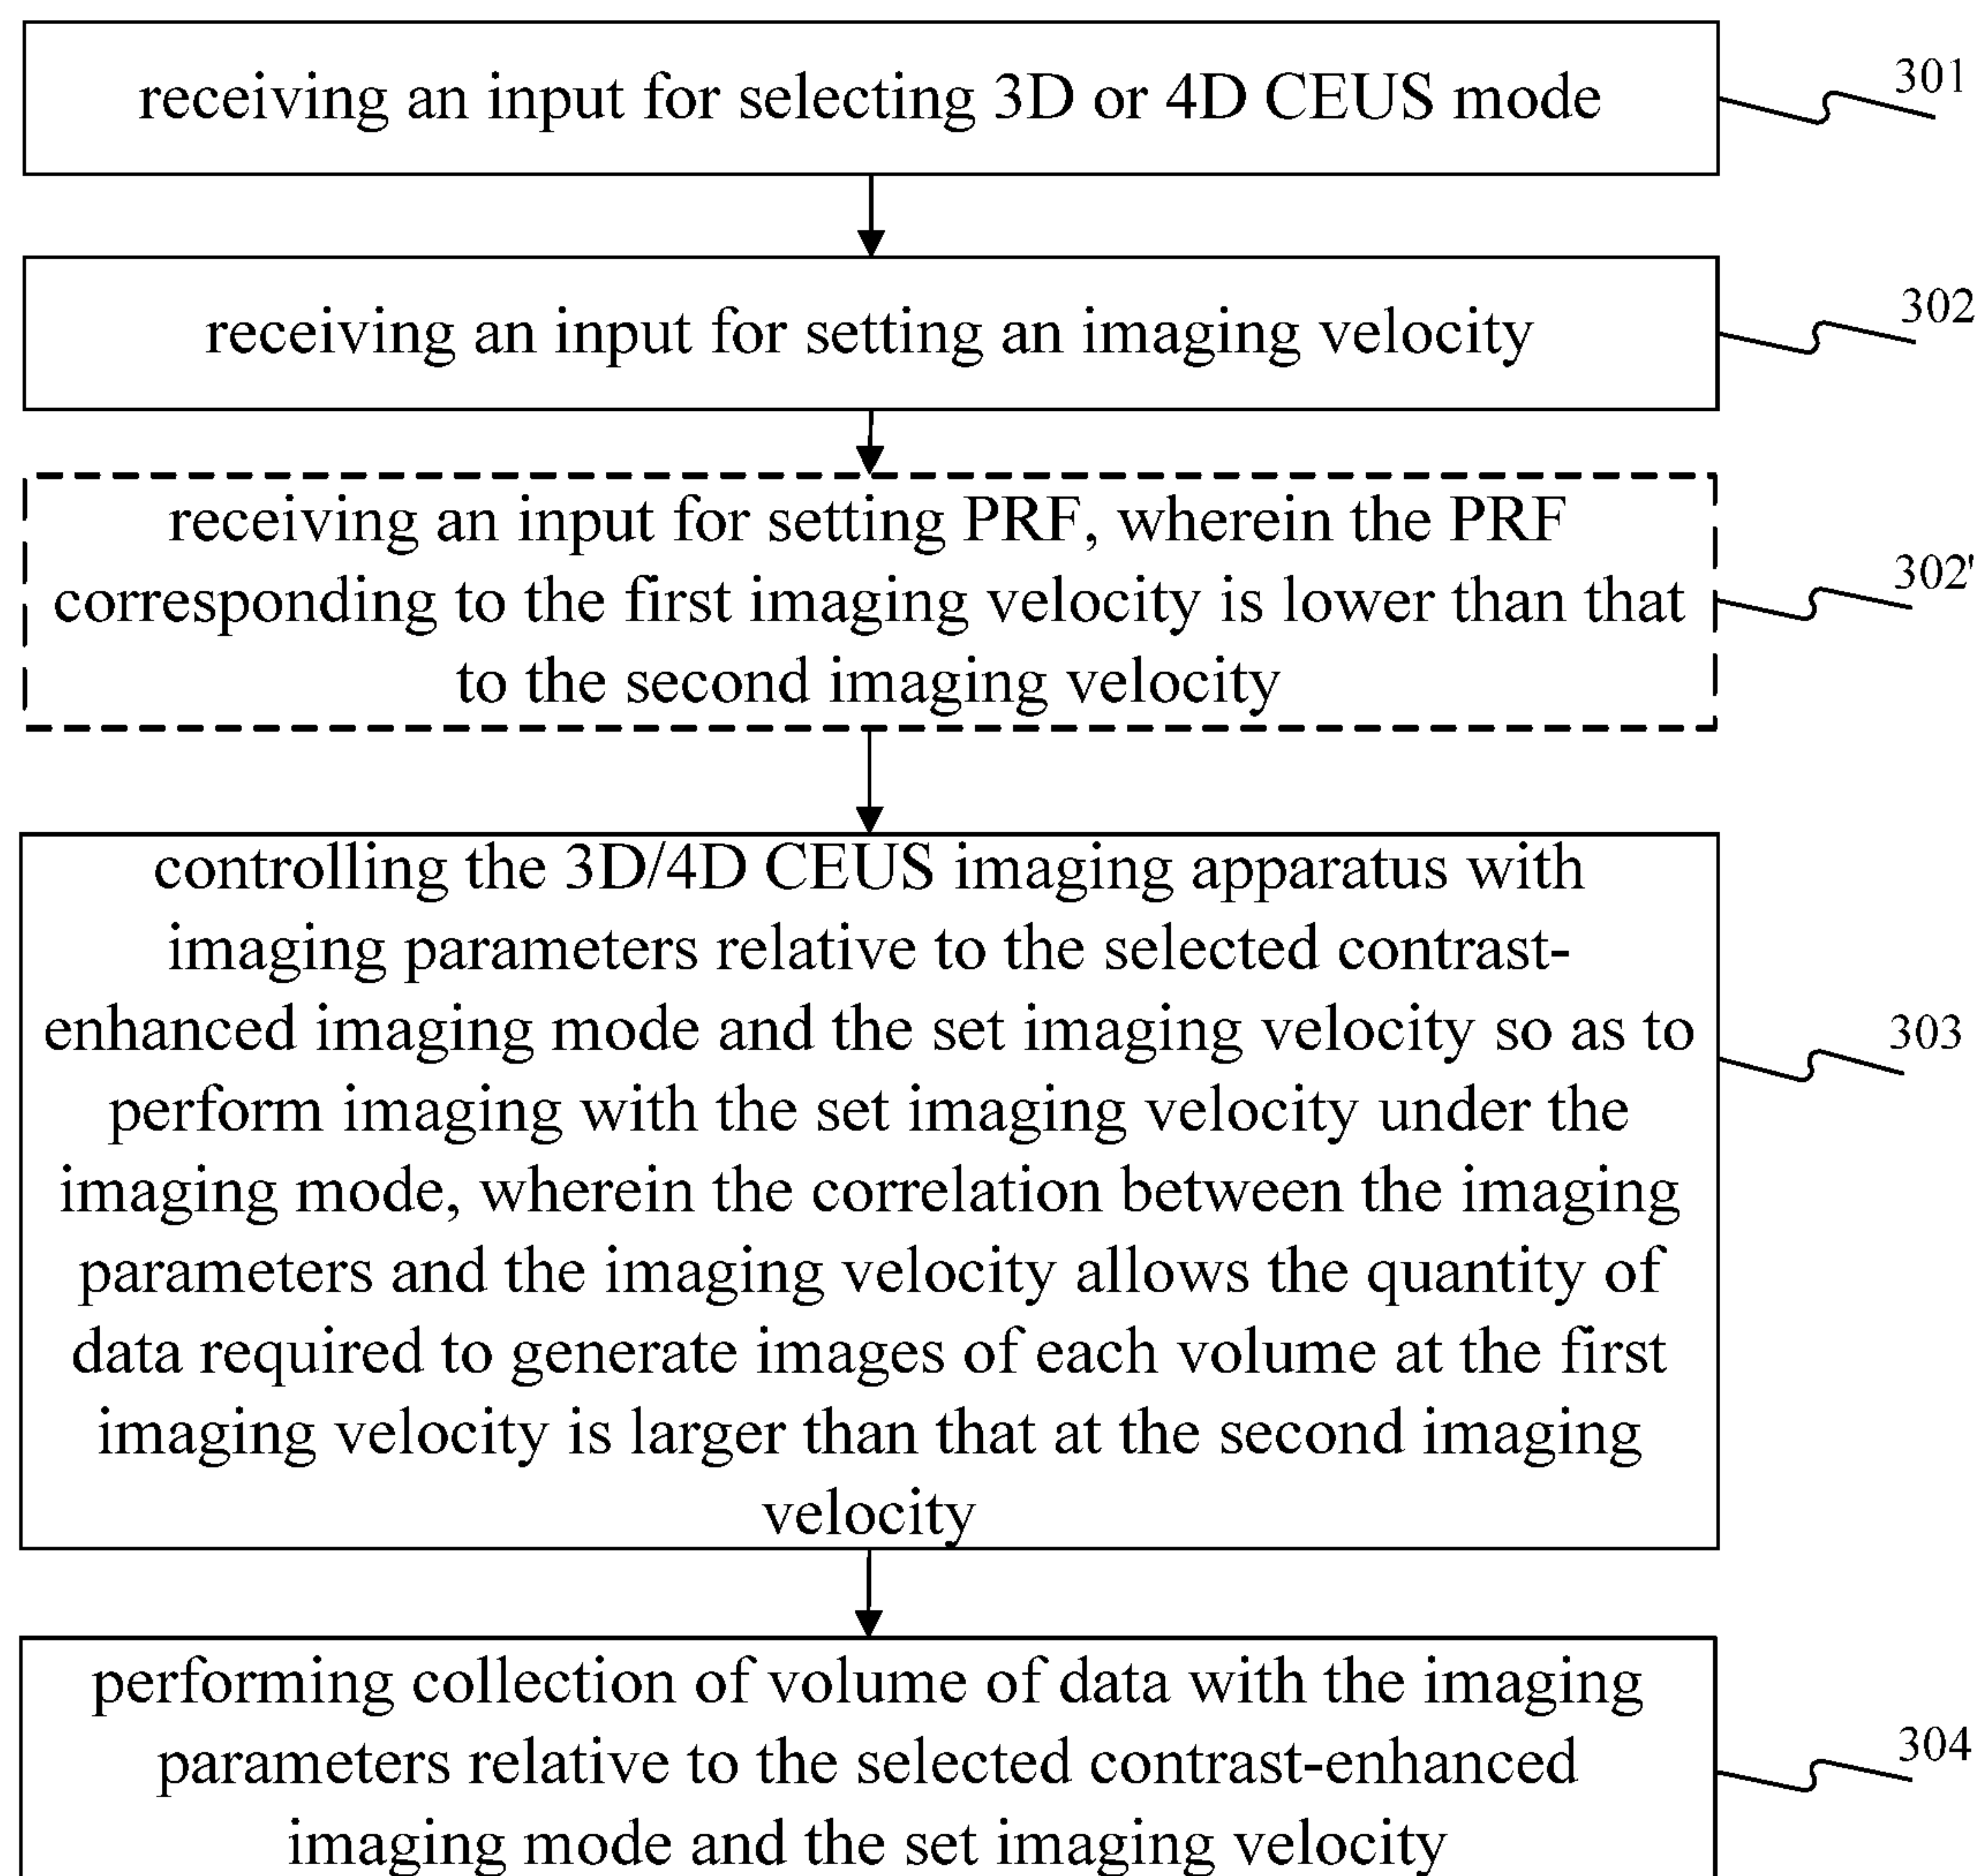 receiving an input for selecting 3D or 4D CEUS mode
301
receiving an input for setting an imaging velocity
302
receiving an input for setting PRF, wherein the PRF
corresponding to the first imaging velocity is lower than that
to the second imaging velocity
302'
controlling the 3D/4D CEUS imaging apparatus with
imaging parameters relative to the selected contrast-
enhanced imaging mode and the set imaging velocity so as to
perform imaging with the set imaging velocity under the
imaging mode, wherein the correlation between the imaging
parameters and the imaging velocity allows the quantity of
data required to generate images of each volume at the first
imaging velocity is larger than that at the second imaging
velocity
303
performing collection of volume of data with the imaging
parameters relative to the selected contrast-enhanced
imaging mode and the set imaging velocity
304